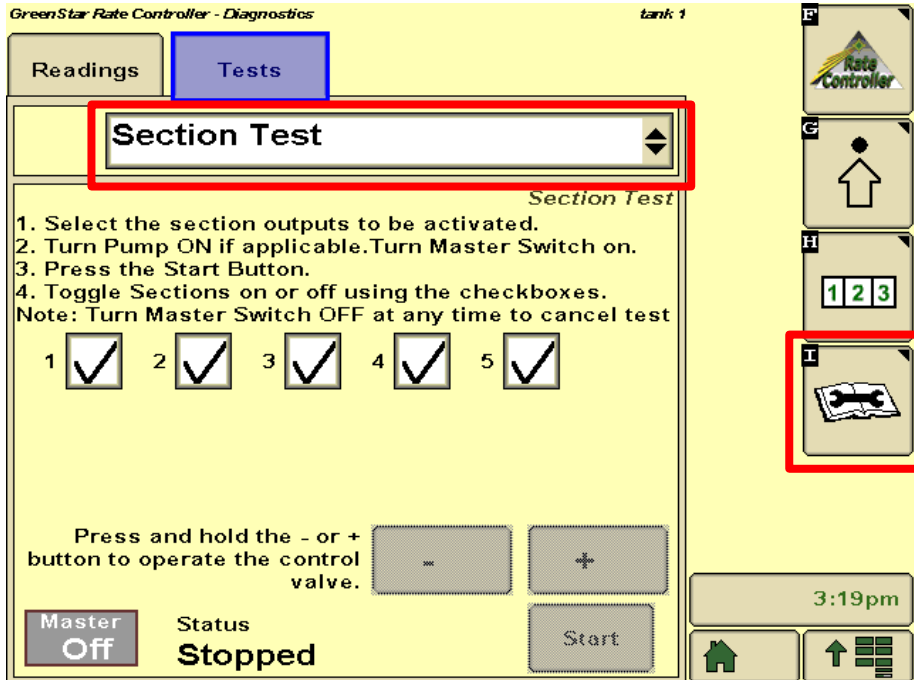 GreenStar Rate Controller - Diagnostics
tank 1
Readings
Tests
Section Test
Section Test
1. Select the section outputs to be activated.
2. Turn Pump ON if applicable.Turn Master Switch on.
3. Press the Start Button.
4. Toggle Sections on or off using the checkboxes.
Note: Turn Master Switch OFF at any time to cancel test
1 2 3 4 5
Press and hold the - or +
button to operate the control
valve.
- +
Master
Off
Status
Stopped
Start
F
Rate
Controller
G
H
1 2 3
I
3:19pm